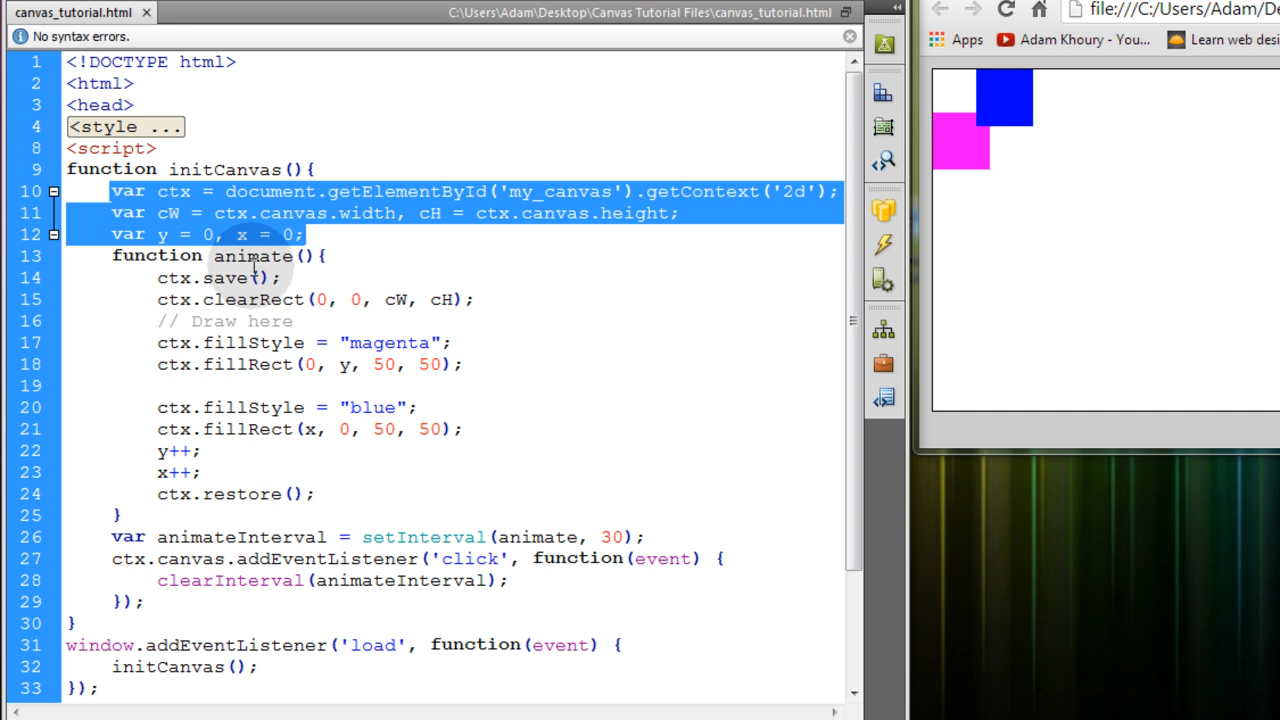 canvas_tutorial.html ×
C:\Users\Adam\Desktop\Canvas Tutorial Files\canvas_tutorial.html
No syntax errors.
1 <!DOCTYPE html>
2 <html>
3 <head>
4 <style ...
8 <script>
9 function initCanvas(){
10 var ctx = document.getElementById('my_canvas').getContext('2d');
11 var cW = ctx.canvas.width, cH = ctx.canvas.height;
12 var y = 0, x = 0;
13 function animate(){
14 ctx.save();
15 ctx.clearRect(0, 0, cW, cH);
16 // Draw here
17 ctx.fillStyle = "magenta";
18 ctx.fillRect(0, y, 50, 50);
19
20 ctx.fillStyle = "blue";
21 ctx.fillRect(x, 0, 50, 50);
22 y++;
23 x++;
24 ctx.restore();
25 }
26 var animateInterval = setInterval(animate, 30);
27 ctx.canvas.addEventListener('click', function(event) {
28 clearInterval(animateInterval);
29 });
30 }
31 window.addEventListener('load', function(event) {
32 initCanvas();
33 });
file:///C:/Users/Adam/De
Apps Adam Khoury - You... Learn web desi